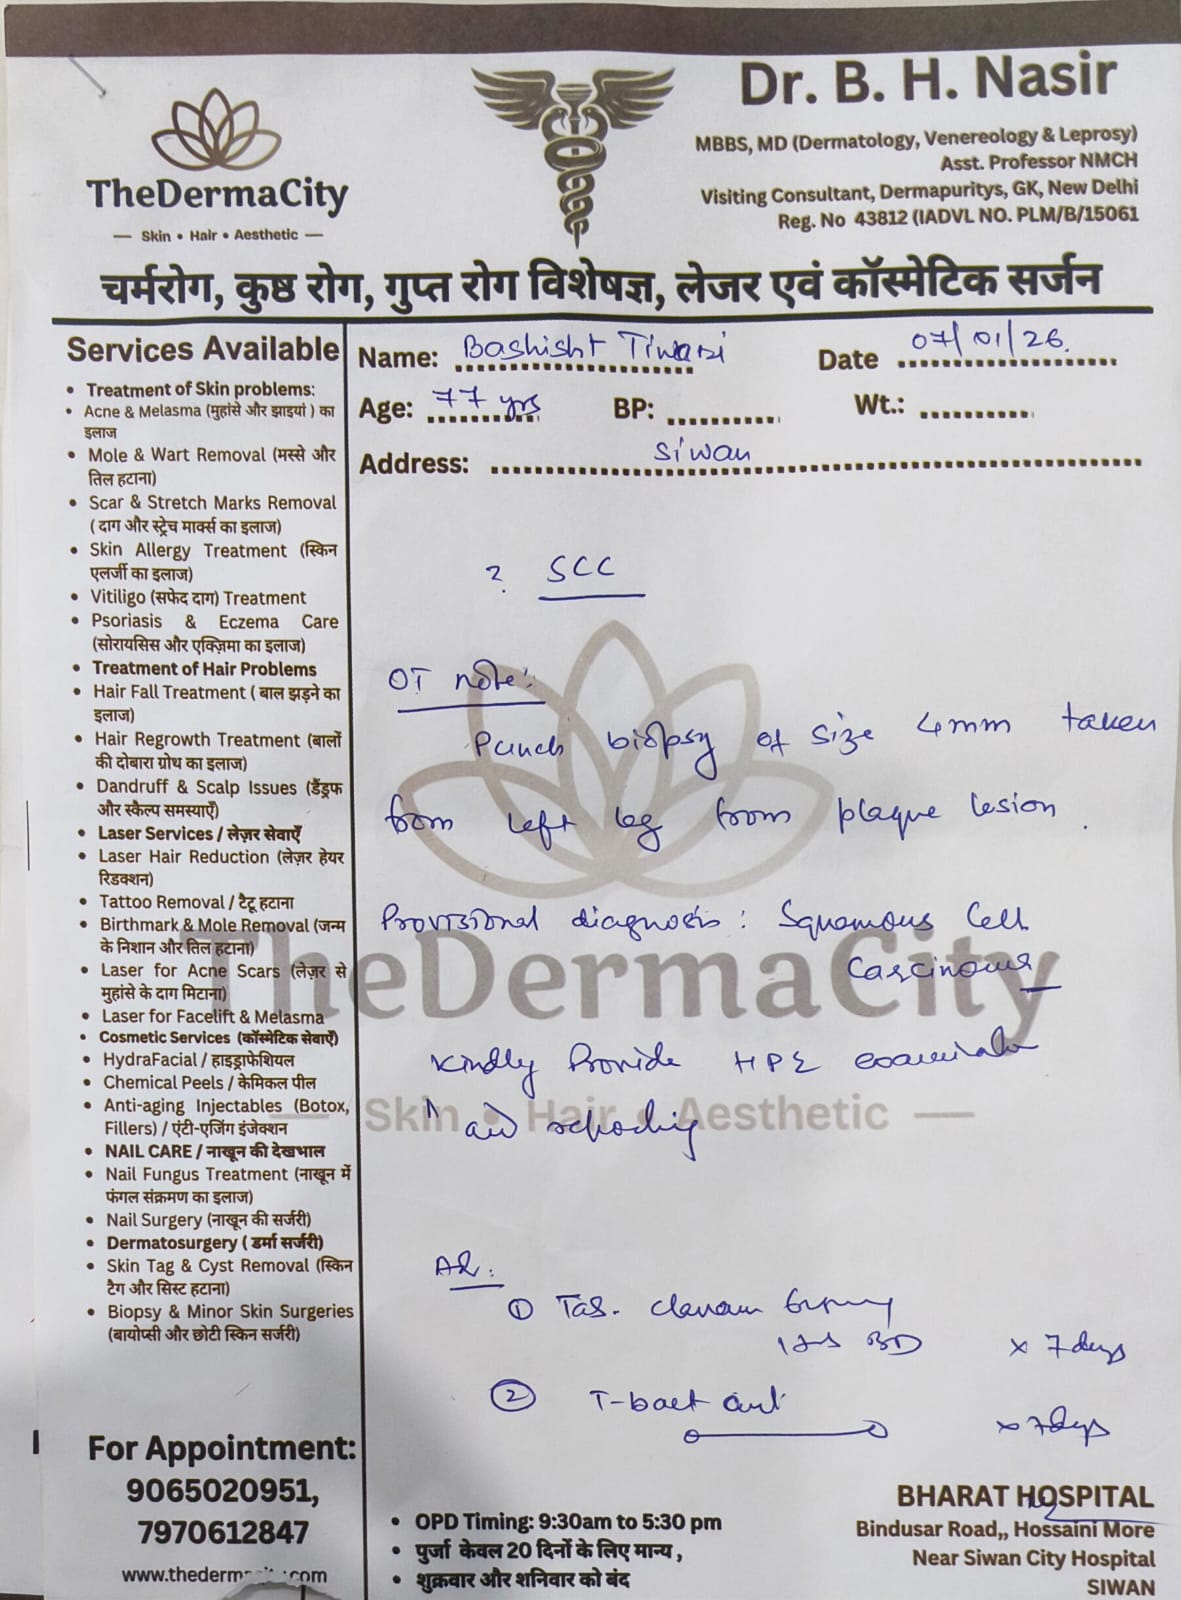 TheDermaCity
— Skin • Hair • Aesthetic —
Dr. B. H. Nasir
MBBS, MD (Dermatology, Venereology & Leprosy)
Asst. Professor NMCH
Visiting Consultant, Dermapuritys, GK, New Delhi
Reg. No 43812 (IADVL NO. PLM/B/15061
चर्मरोग, कुष्ठ रोग, गुप्त रोग विशेषज्ञ, लेजर एवं कॉस्मेटिक सर्जन
Services Available
• Treatment of Skin problems:
• Acne & Melasma (मुहांसे और झाइयां ) का
इलाज
• Mole & Wart Removal (मस्से और
तिल हटाना)
• Scar & Stretch Marks Removal
( दाग और स्ट्रेच मार्क्स का इलाज)
• Skin Allergy Treatment (स्किन
एलर्जी का इलाज)
• Vitiligo (सफेद दाग) Treatment
• Psoriasis & Eczema Care
(सोरायसिस और एक्ज़िमा का इलाज)
• Treatment of Hair Problems
• Hair Fall Treatment ( बाल झड़ने का
इलाज)
• Hair Regrowth Treatment (बालों
की दोबारा ग्रोथ का इलाज)
• Dandruff & Scalp Issues (डैंड्रफ
और स्कैल्प समस्याएँ)
• Laser Services / लेज़र सेवाएँ
• Laser Hair Reduction (लेज़र हेयर
रिडक्शन)
• Tattoo Removal / टैटू हटाना
• Birthmark & Mole Removal (जन्म
के निशान और तिल हटाना)
• Laser for Acne Scars (लेज़र से
मुहांसे के दाग मिटाना)
• Laser for Facelift & Melasma
• Cosmetic Services (कॉस्मेटिक सेवाएँ)
• HydraFacial / हाइड्राफेशियल
• Chemical Peels / केमिकल पील
• Anti-aging Injectables (Botox,
Fillers) / एंटी-एजिंग इंजेक्शन
• NAIL CARE / नाखून की देखभाल
• Nail Fungus Treatment (नाखून में
फंगल संक्रमण का इलाज)
• Nail Surgery (नाखून की सर्जरी)
• Dermatosurgery ( डर्मा सर्जरी)
• Skin Tag & Cyst Removal (स्किन
टैग और सिस्ट हटाना)
• Biopsy & Minor Skin Surgeries
(बायोप्सी और छोटी स्किन सर्जरी)
For Appointment:
9065020951,
7970612847
Name: Bashisht Tiwari Date 07/01/26.
Age: 77 yrs BP: Wt.:
Address: Siwan
? SCC
OT note:
Punch biopsy of size 4mm taken
from left leg from plaque lesion.
Provisional diagnosis: Squamous Cell
Carcinoma
Kindly Provide HPE examination
and reporting
TheDermaCity
— Skin • Hair • Aesthetic —
① Tab. Clavam
BD x 7 days
② T-bact oint
x 7days
• OPD Timing: 9:30am to 5:30 pm
• पुर्जा केवल 20 दिनों के लिए मान्य ,
• शुक्रवार और शनिवार को बंद
BHARAT HOSPITAL
Bindusar Road,, Hossaini More
Near Siwan City Hospital
SIWAN